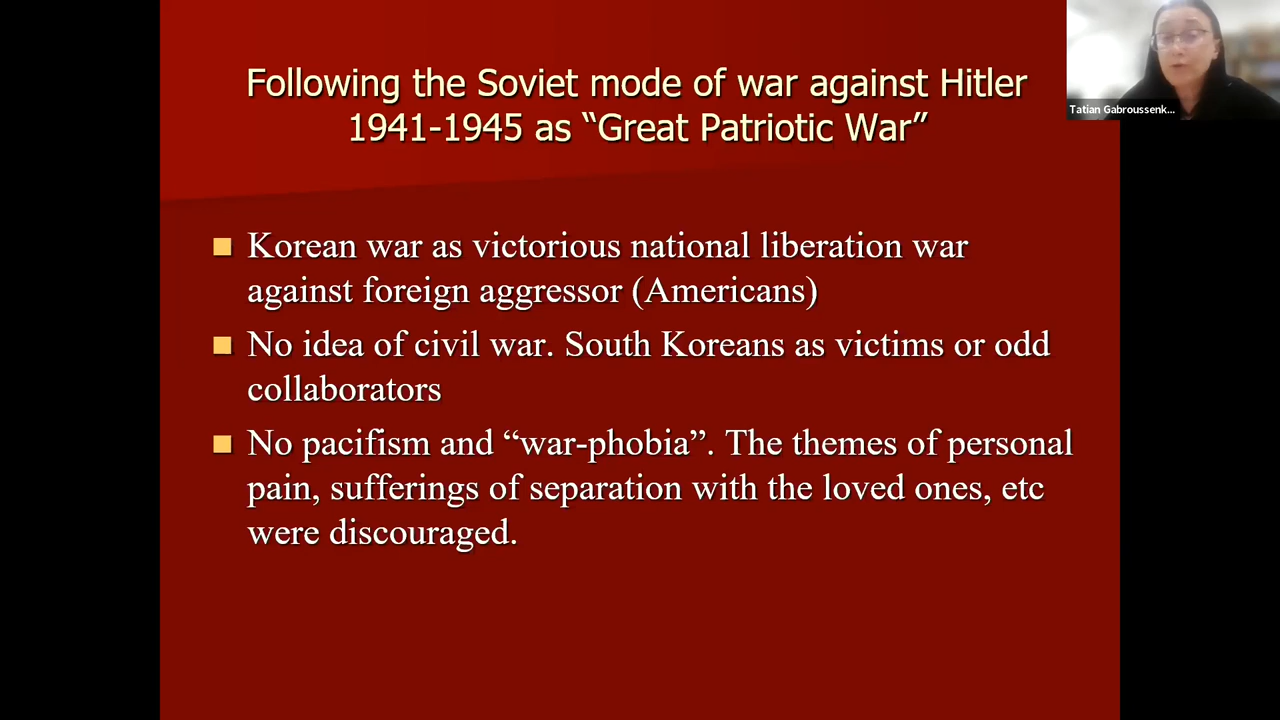 Following the Soviet mode of war against Hitler
1941-1945 as “Great Patriotic War”
Korean war as victorious national liberation war
against foreign aggressor (Americans)
No idea of civil war. South Koreans as victims or odd
collaborators
No pacifism and “war-phobia”. The themes of personal
pain, sufferings of separation with the loved ones, etc
were discouraged.
Tatian Gabroussenk...